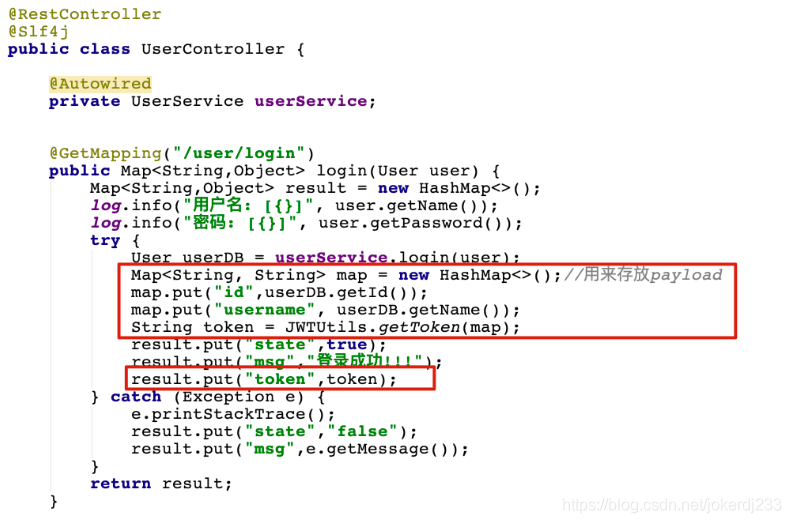 @RestController
@Slf4j
public class UserController {
@Autowired
private UserService userService;
@GetMapping("/user/login")
public Map<String,Object> login(User user) {
Map<String,Object> result = new HashMap<>();
log.info("用户名: [{}]", user.getName());
log.info("密码: [{}]", user.getPassword());
try {
User userDB = userService.login(user);
Map<String, String> map = new HashMap<>();//用来存放payload
map.put("id",userDB.getId());
map.put("username", userDB.getName());
String token = JWTUtils.getToken(map);
result.put("state",true);
result.put("msg","登录成功!!!");
result.put("token",token);
} catch (Exception e) {
e.printStackTrace();
result.put("state","false");
result.put("msg",e.getMessage());
}
return result;
}
https://blog.csdn.net/jokerdj233